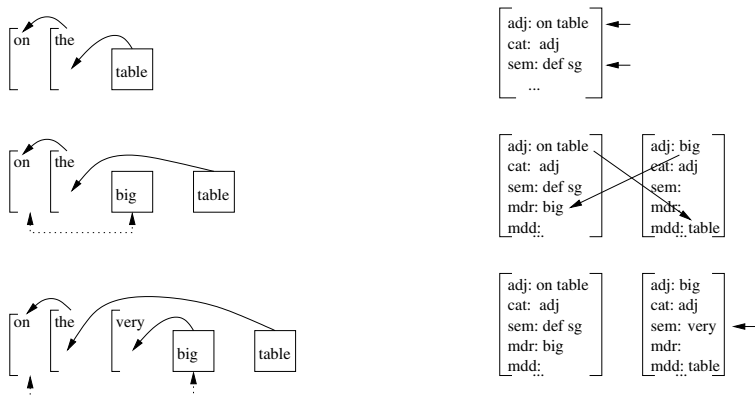 on the
table
adj: on table
cat: adj
sem: def sg
...
on the
big table
adj: on table
cat: adj
sem: def sg
mdr: big
mdd:
...
adj: big
cat: adj
sem:
mdr:
mdd: table
...
on the very
big table
adj: on table
cat: adj
sem: def sg
mdr: big
mdd:
...
adj: big
cat: adj
sem: very
mdr:
mdd: table
...